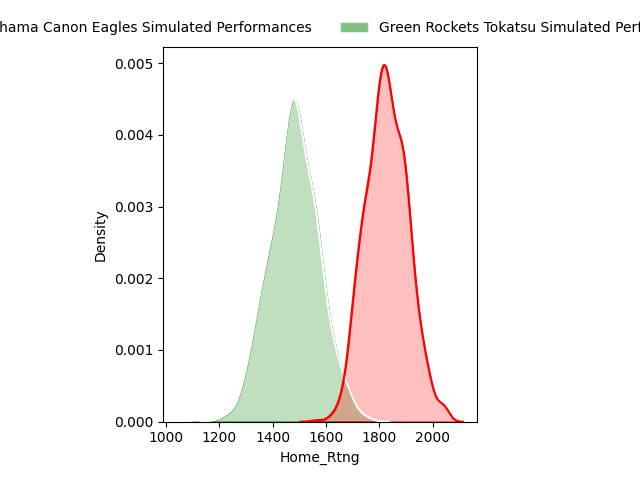 hama Canon Eagles Simulated Performances
Green Rockets Tokatsu Simulated Perf
0.005
0.004
0.003
0.002
0.001
0.000
Density
1000 1200 1400 1600 1800 2000
Home_Rtng